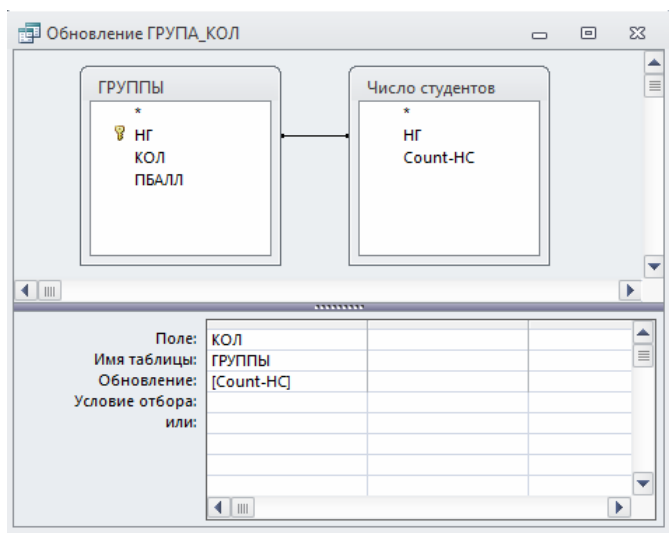 Обновление ГРУПА_КОЛ
ГРУППЫ
*
НГ
КОЛ
ПБАЛЛ
Число студентов
*
НГ
Count-НС
Поле: КОЛ
Имя таблицы: ГРУППЫ
Обновление: [Count-НС]
Условие отбора:
или: